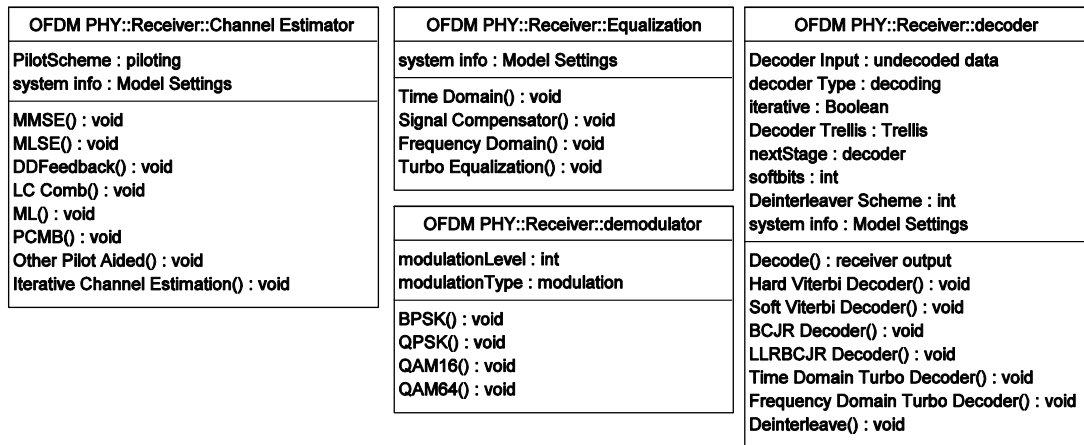 OFDM PHY::Receiver::Channel Estimator
PilotScheme : piloting
system info : Model Settings
MMSE() : void
MLSE() : void
DDFeedback() : void
LC Comb() : void
ML() : void
PCMB() : void
Other Pilot Aided() : void
Iterative Channel Estimation() : void
OFDM PHY::Receiver::Equalization
system info : Model Settings
Time Domain() : void
Signal Compensator() : void
Frequency Domain() : void
Turbo Equalization() : void
OFDM PHY::Receiver::demodulator
modulationLevel : int
modulationType : modulation
BPSK() : void
QPSK() : void
QAM16() : void
QAM64() : void
OFDM PHY::Receiver::decoder
Decoder Input : undecoded data
decoder Type : decoding
iterative : Boolean
Decoder Trellis : Trellis
nextStage : decoder
softbits : int
Deinterleaver Scheme : int
system info : Model Settings
Decode() : receiver output
Hard Viterbi Decoder() : void
Soft Viterbi Decoder() : void
BCJR Decoder() : void
LLRBCJR Decoder() : void
Time Domain Turbo Decoder() : void
Frequency Domain Turbo Decoder() : void
Deinterleave() : void